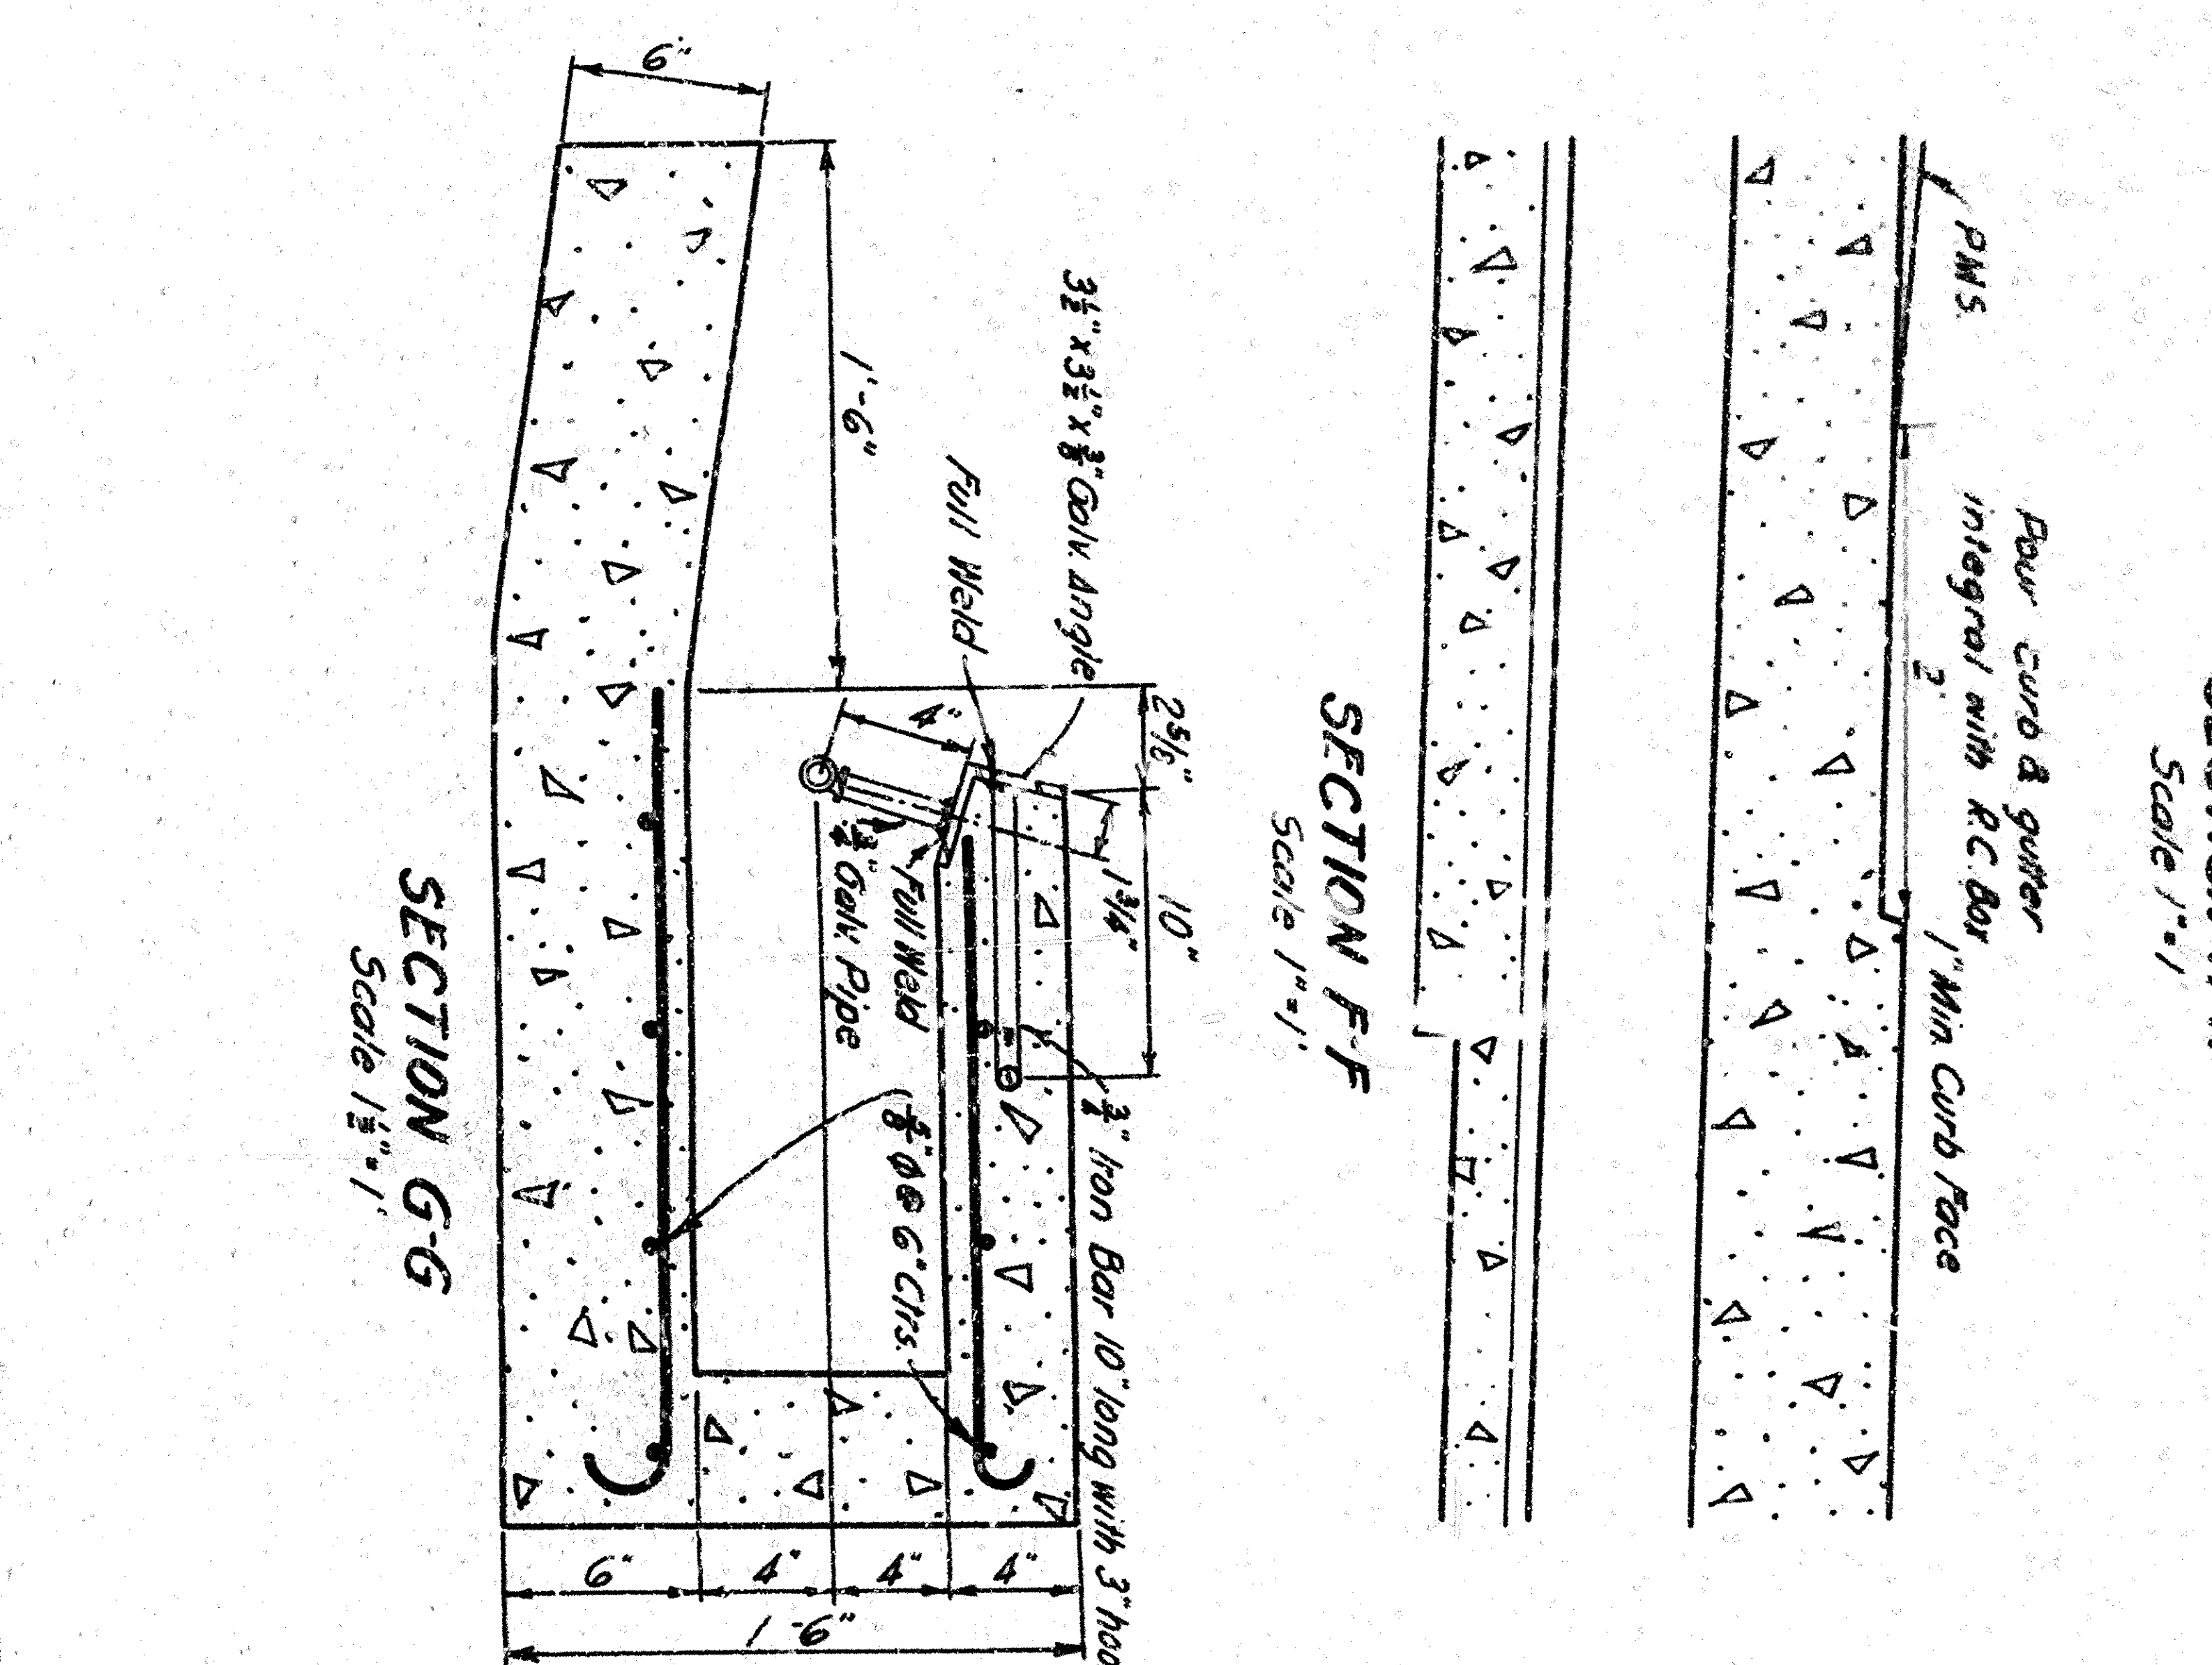 Scale 1"=1'
Pour curb & gutter
integral with R.C. Box
P.M.S.
2'
1" Min. Curb Face
SECTION F-F
Scale 1"=1'
2 5/16"
10"
1 3/4"
3½" x 3½" x ⅜" Galv. Angle
¾" Iron Bar 10" long with 3" hoo
Full Weld
4"
Full Weld
¾" Galv. Pipe
⅝" ϕ @ 6" Ctrs.
1'-6"
6"
6"
4"
4"
4"
1'-6"
SECTION G-G
Scale 1½"=1'